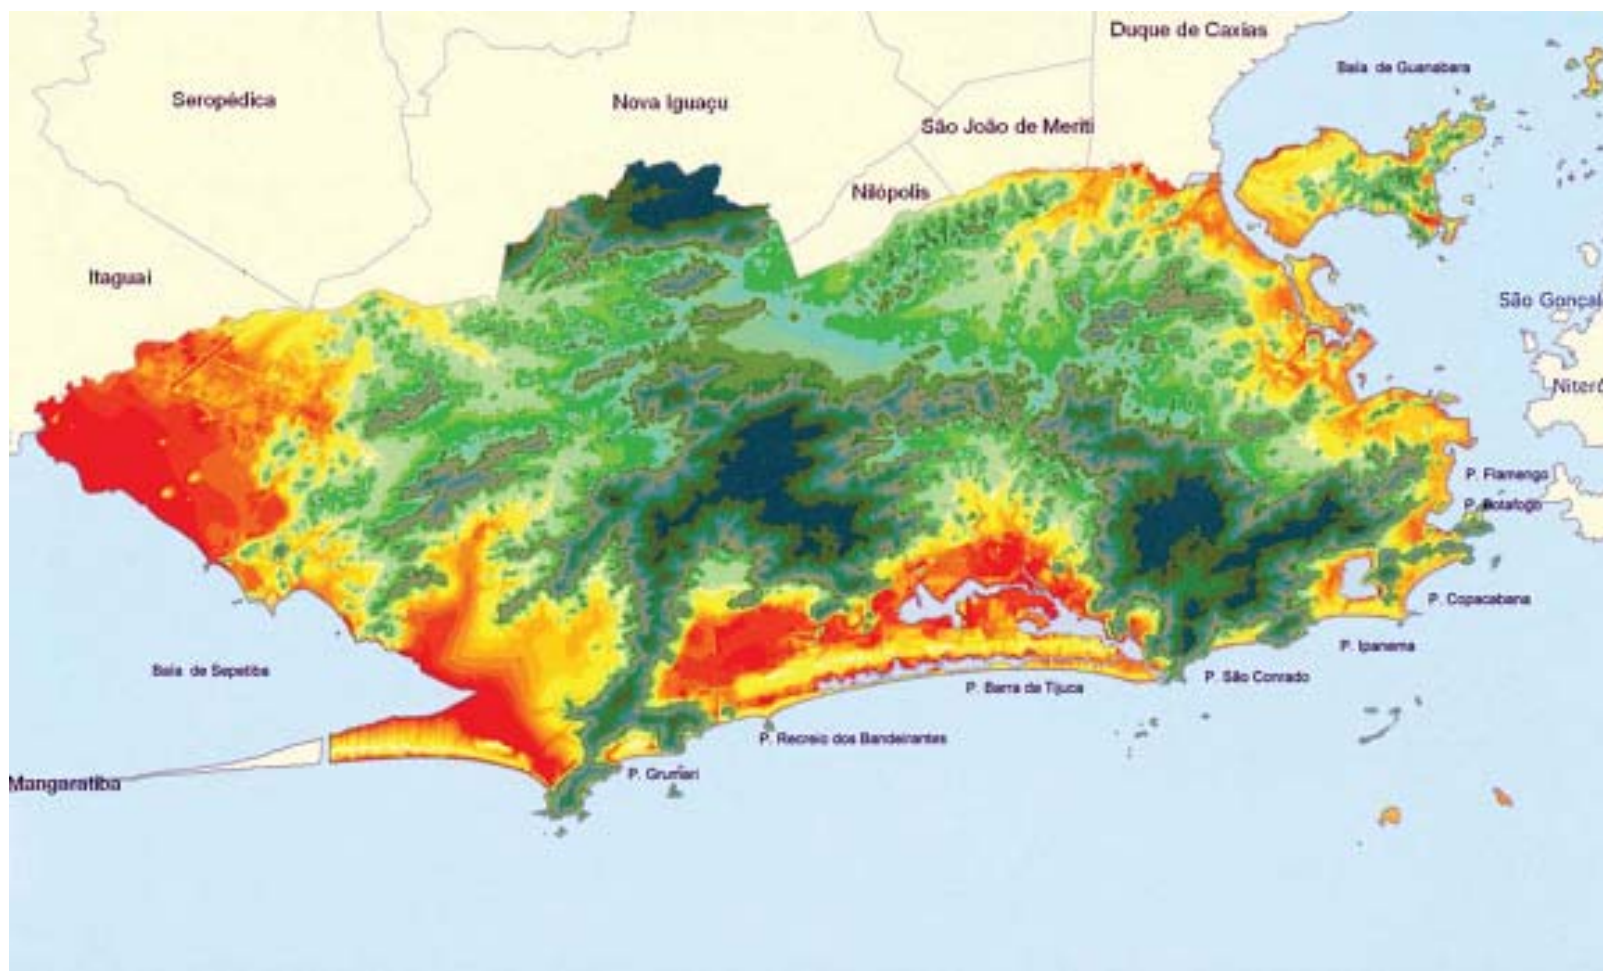 Duque de Caxias
Baía de Guanabara
Seropédica
Nova Iguaçu
São João de Meriti
Nilópolis
Itaguaí
São Gonçal
Niteró
P. Flamengo
P. Botafogo
P. Copacabana
P. Ipanema
Baía de Sepetiba
P. São Conrado
P. Barra da Tijuca
P. Recreio dos Bandeirantes
P. Grumari
Mangaratiba